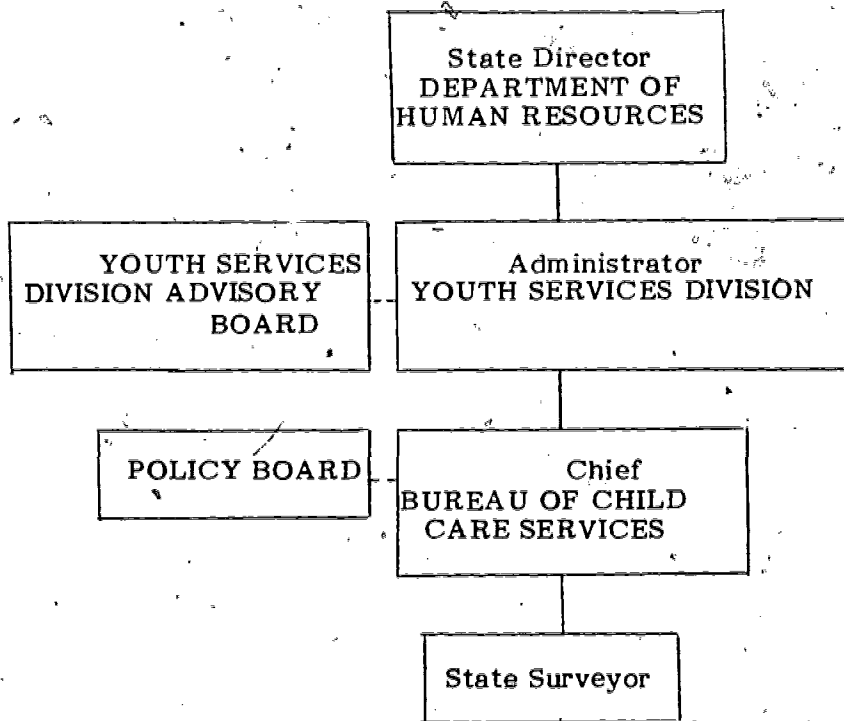 State Director
DEPARTMENT OF
HUMAN RESOURCES
YOUTH SERVICES
DIVISION ADVISORY
BOARD
Administrator
YOUTH SERVICES DIVISION
POLICY BOARD
Chief
BUREAU OF CHILD
CARE SERVICES
State Surveyor